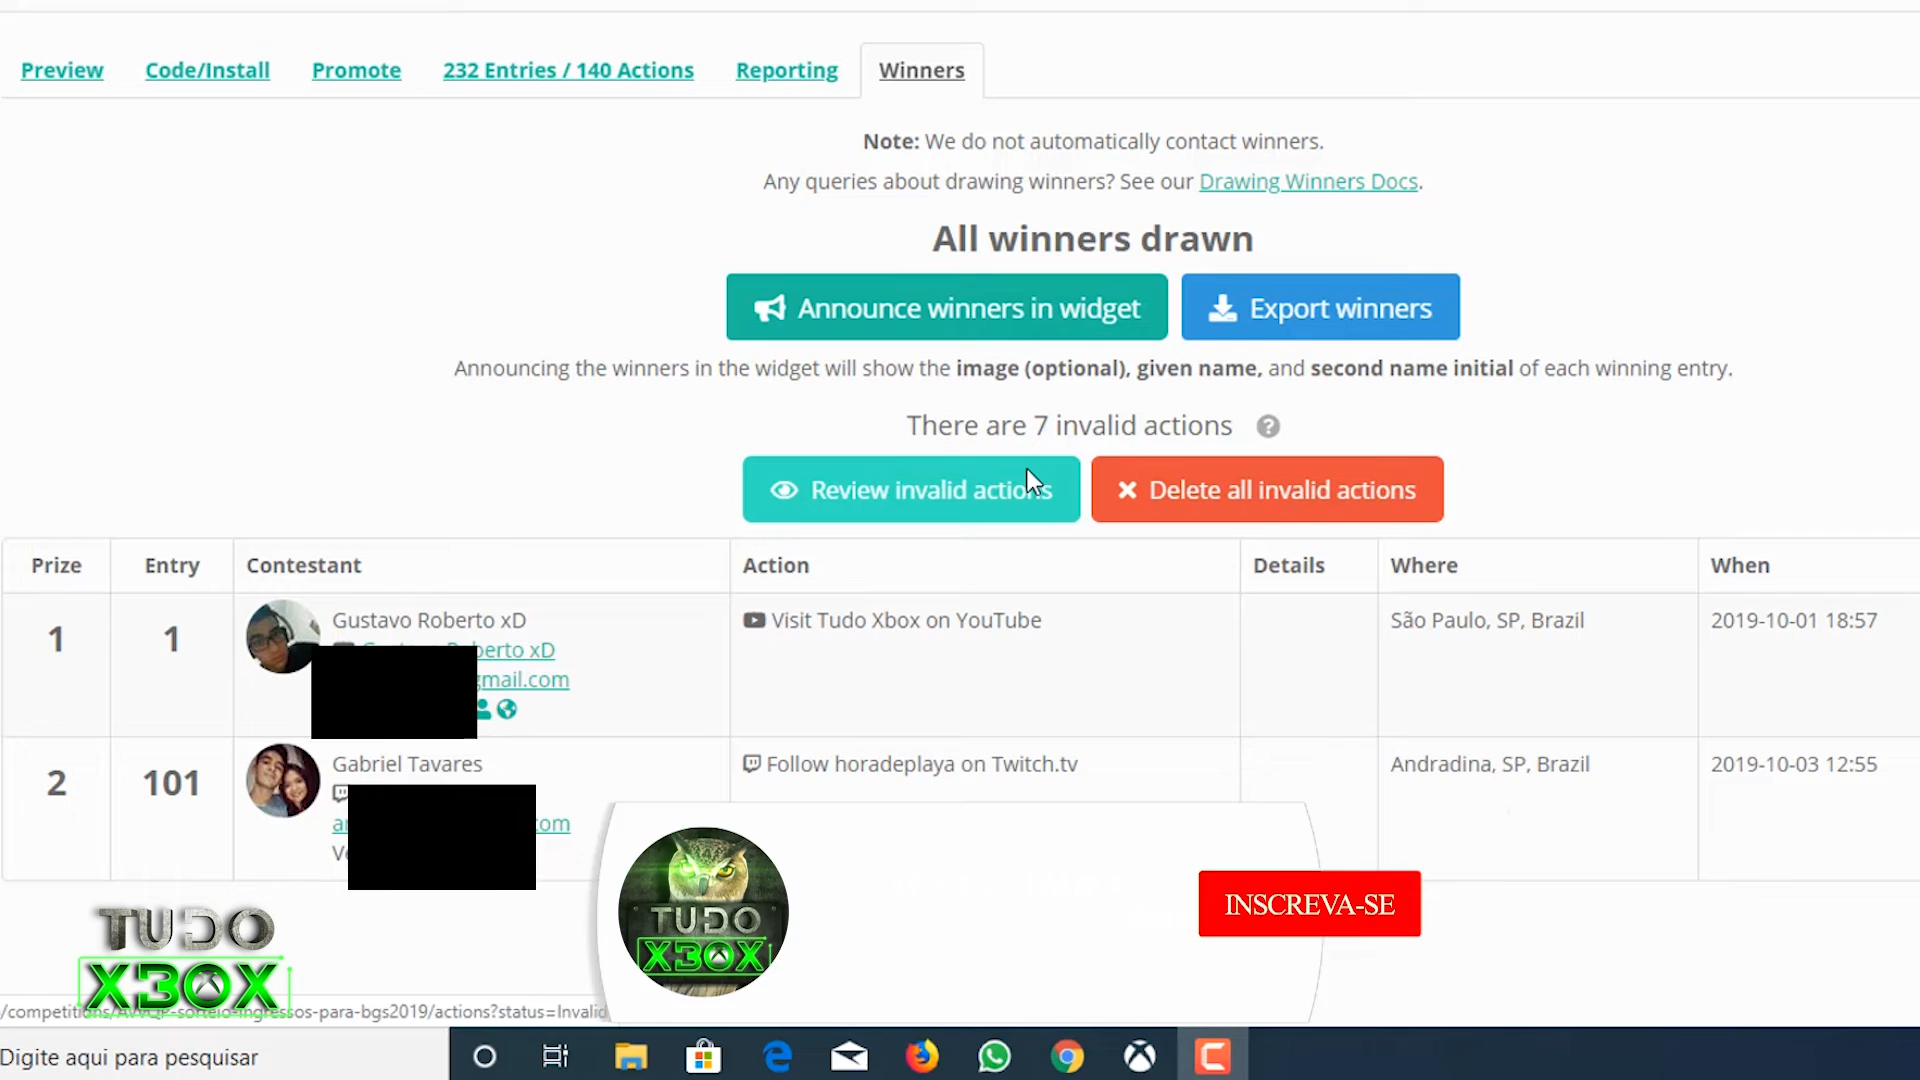 Preview Code/Install Promote 232 Entries / 140 Actions Reporting Winners
Note: We do not automatically contact winners.
Any queries about drawing winners? See our Drawing Winners Docs.
All winners drawn
Announce winners in widget Export winners
Announcing the winners in the widget will show the image (optional), given name, and second name initial of each winning entry.
There are 7 invalid actions ?
Review invalid actions Delete all invalid actions
Prize Entry Contestant Action Details Where When
1 1 Gustavo Roberto xD Visit Tudo Xbox on YouTube São Paulo, SP, Brazil 2019-10-01 18:57
xD
gmail.com
2 101 Gabriel Tavares Follow horadeplaya on Twitch.tv Andradina, SP, Brazil 2019-10-03 12:55
com
TUDO
XBOX
TUDO
XBOX
INSCREVA-SE
Digite aqui para pesquisar